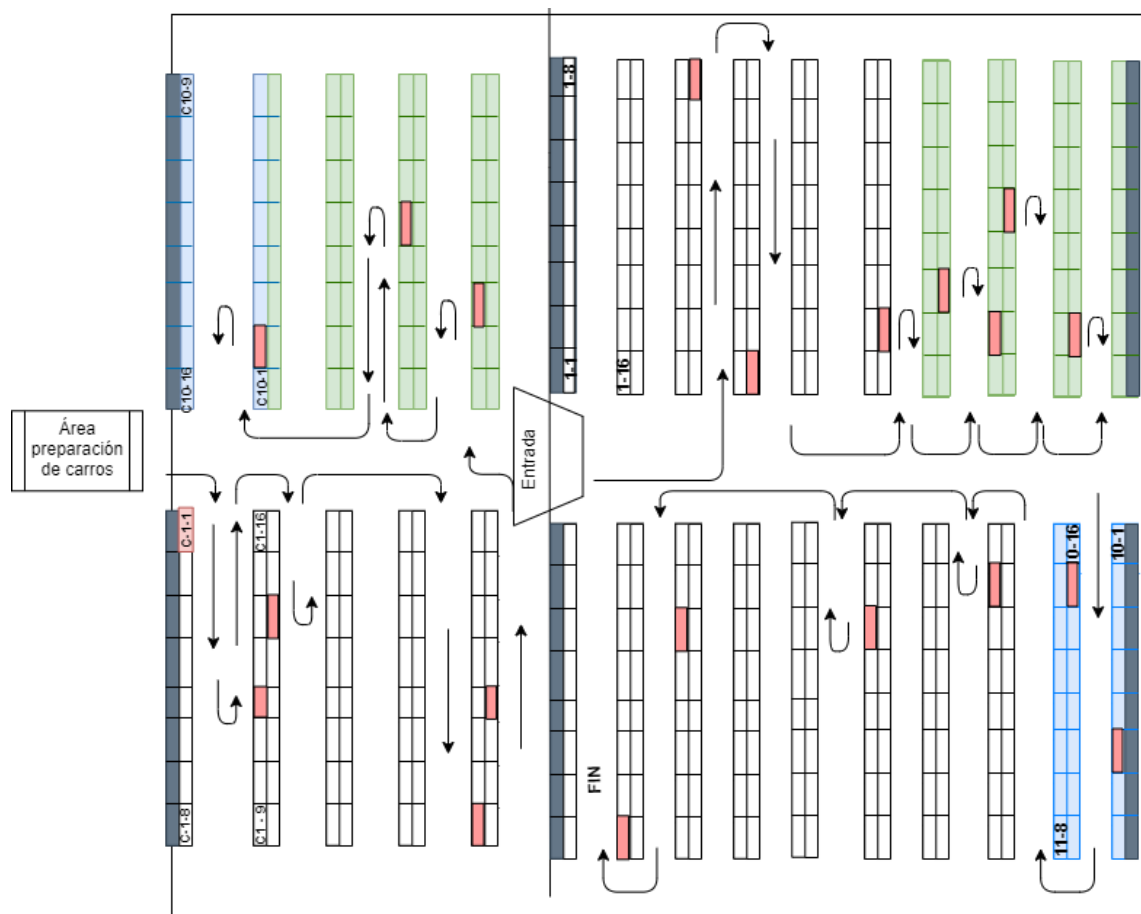 C10-9
C10-16
C10-1
1-8
1-1
1-16
Área
preparación
de carros
Entrada
C-1-1
C-1-8
C1-16
C1 - 9
FIN
10-16
10-1
11-8